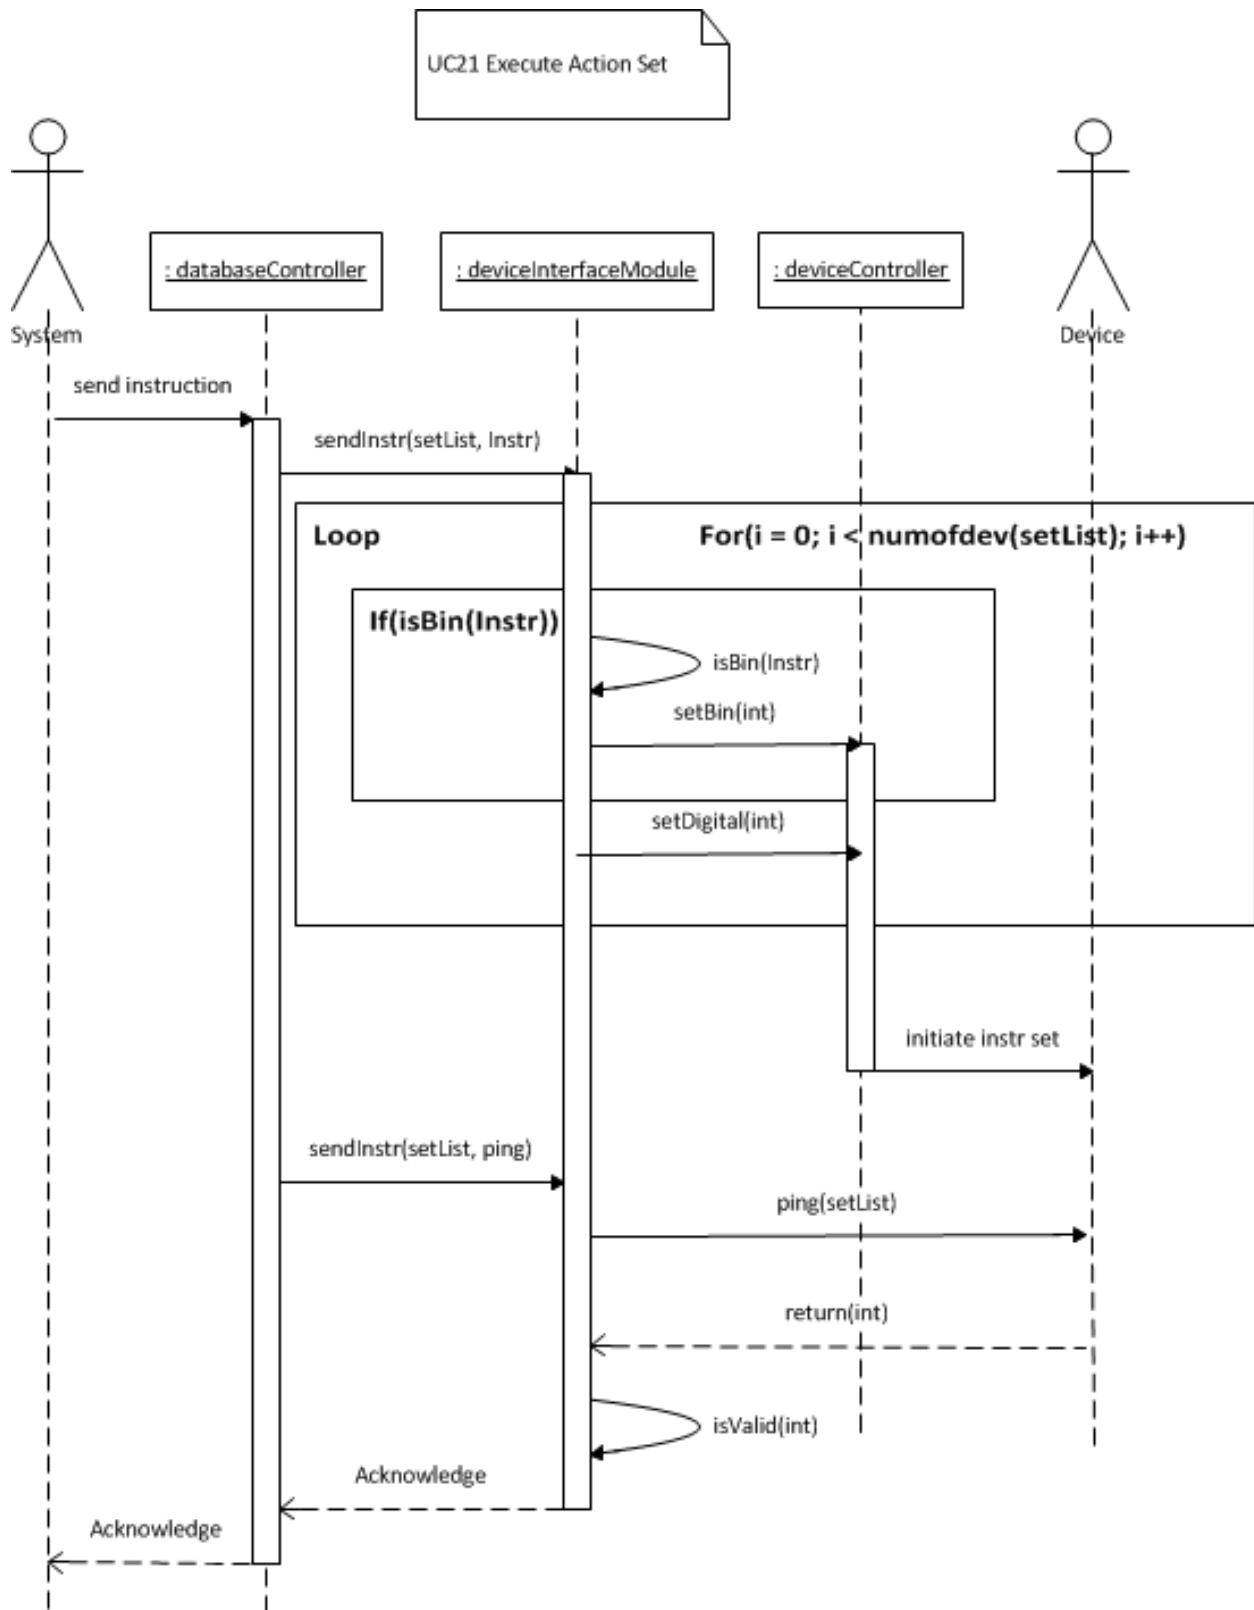 UC21 Execute Action Set
: databaseController
: deviceInterfaceModule
: deviceController
System
Device
send instruction
sendInstr(setList, Instr)
Loop
For(i = 0; i < numofdev(setList); i++)
If(isBin(Instr))
isBin(Instr)
setBin(int)
setDigital(int)
initiate instr set
sendInstr(setList, ping)
ping(setList)
return(int)
isValid(int)
Acknowledge
Acknowledge